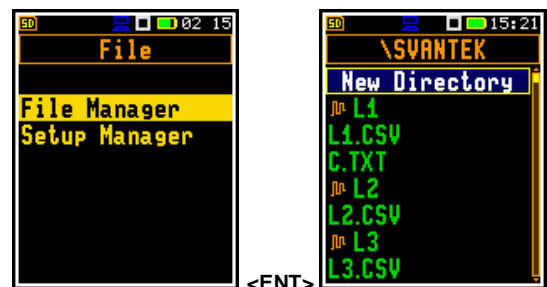 SD 02 15
File
File Manager
Setup Manager
<ENT>
SD 15:21
\SVANTEK
New Directory
L1
L1.CSV
C.TXT
L2
L2.CSV
L3
L3.CSV